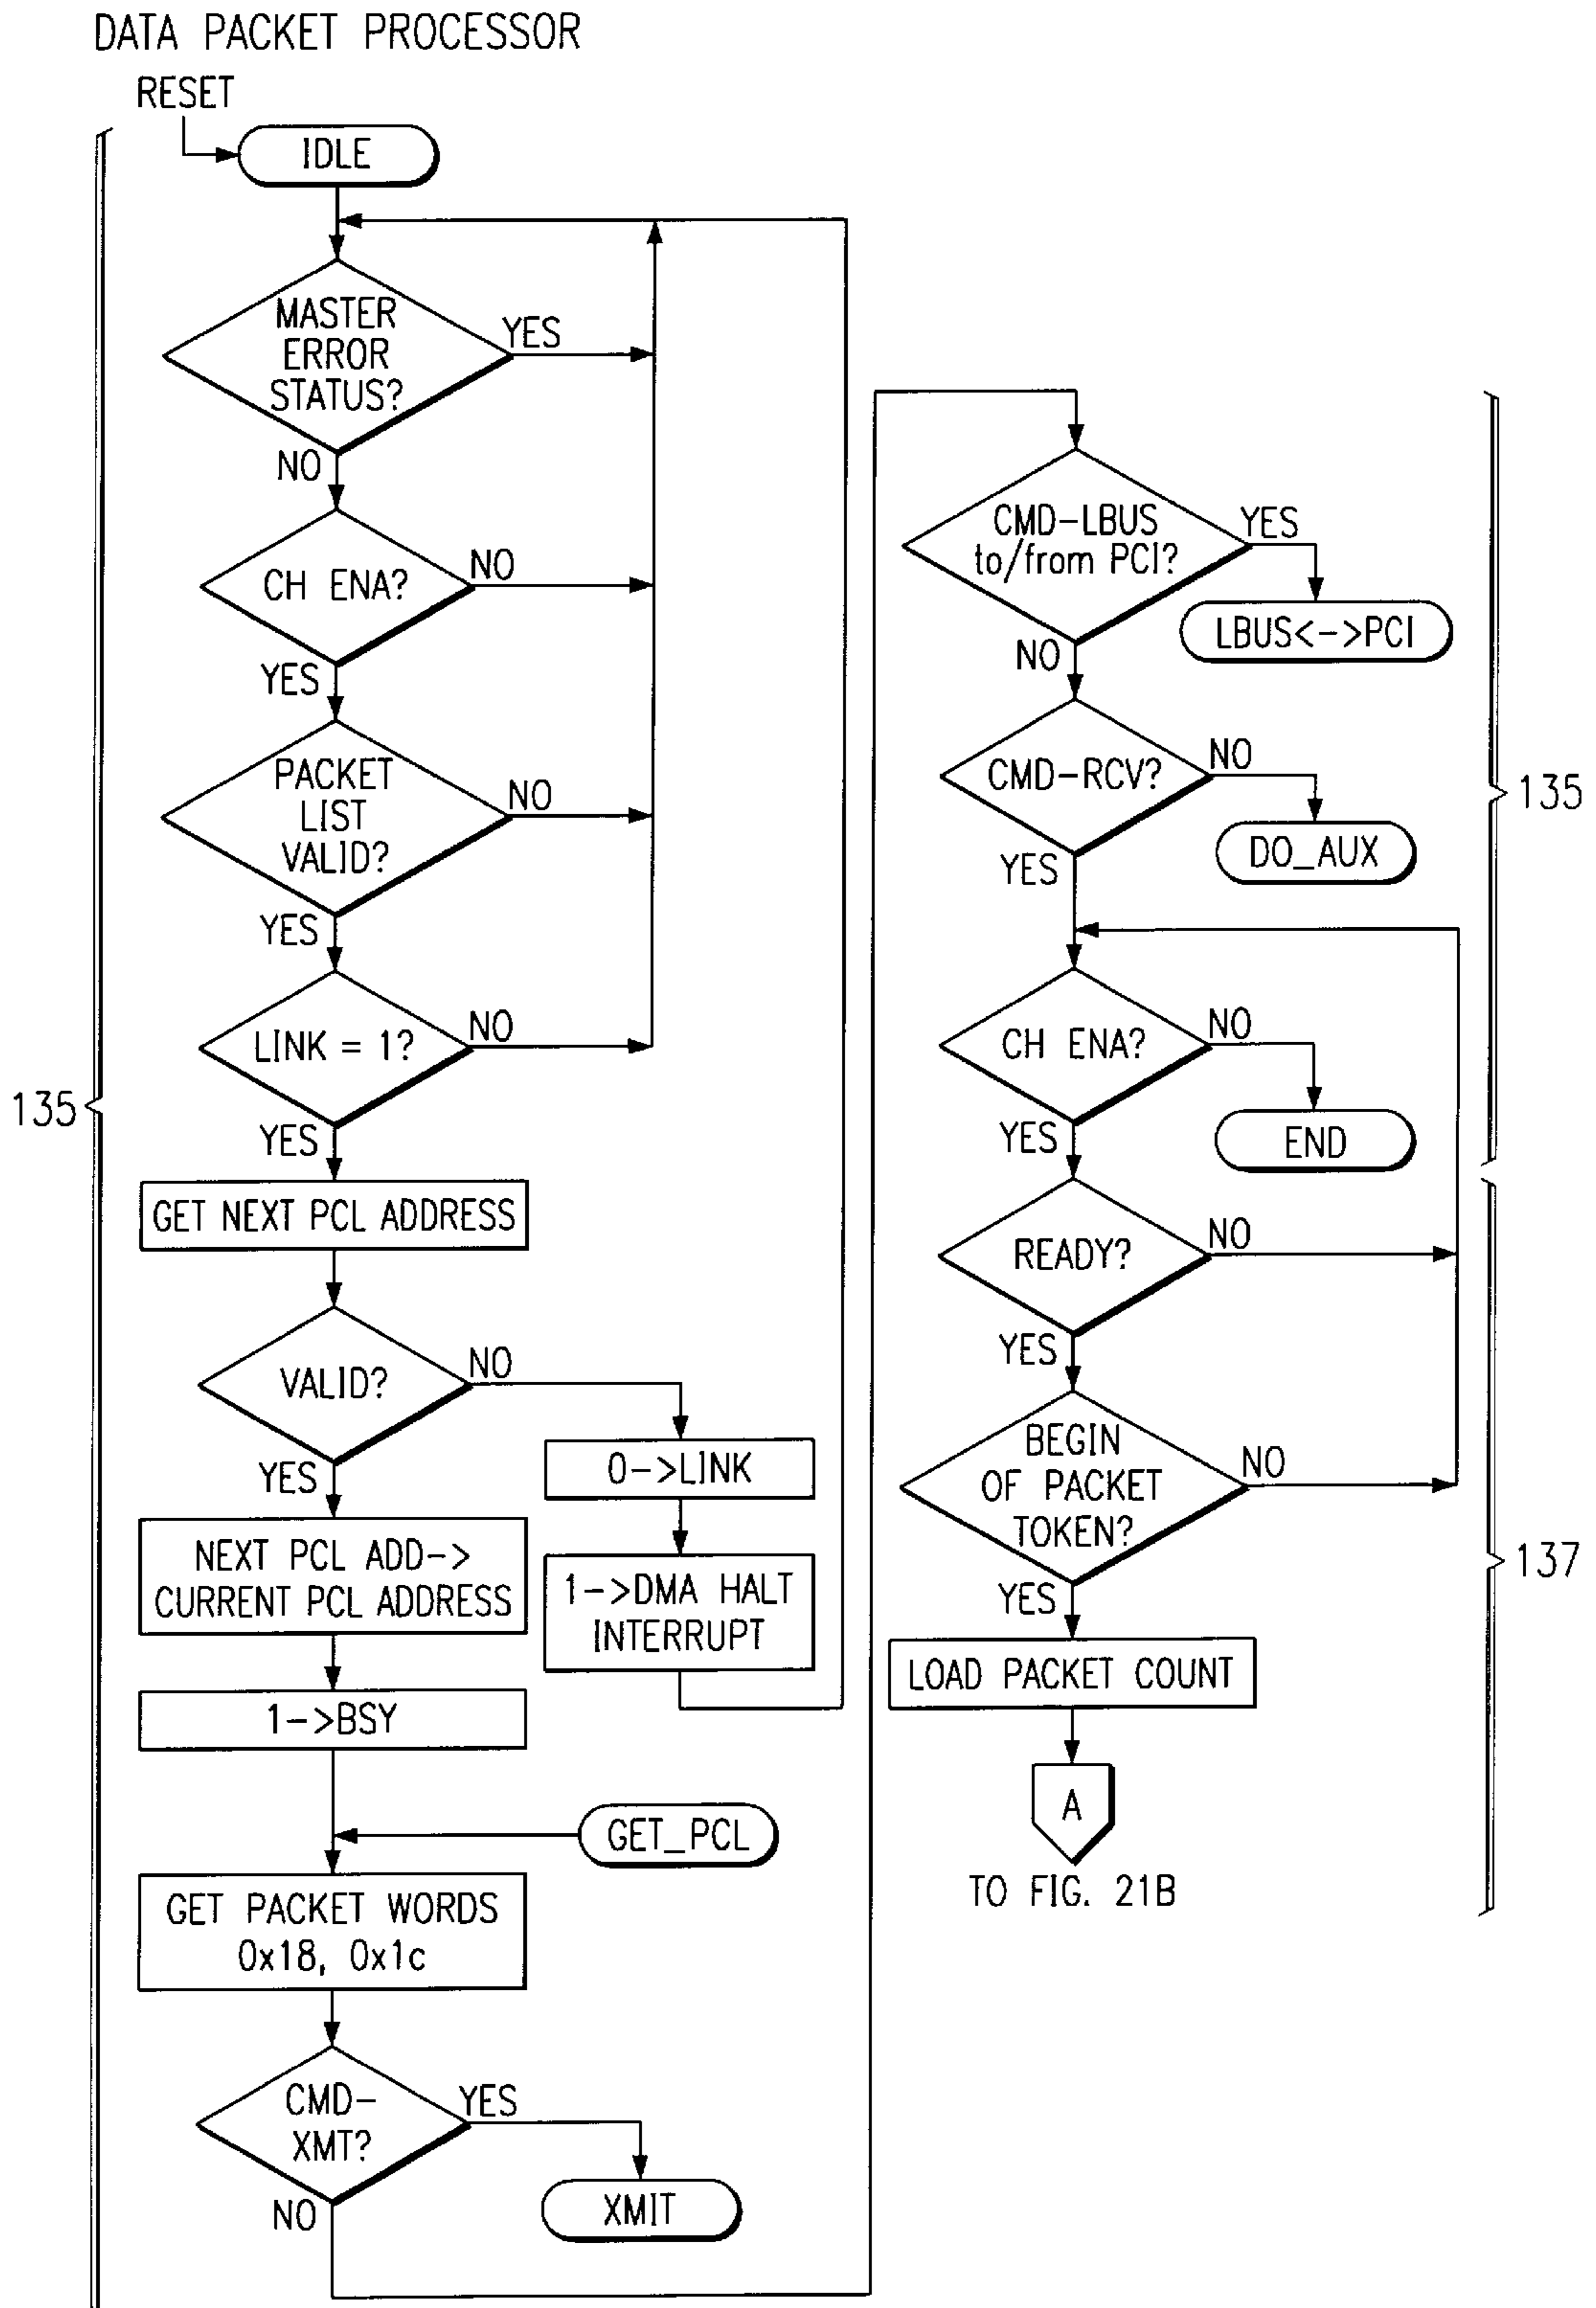 DATA PACKET PROCESSOR
RESET
IDLE
MASTER
ERROR
STATUS?
YES
NO
CH ENA?
NO
YES
PACKET
LIST
VALID?
NO
YES
LINK = 1?
NO
YES
135
GET NEXT PCL ADDRESS
VALID?
NO
YES
0->LINK
1->DMA HALT
INTERRUPT
NEXT PCL ADD->
CURRENT PCL ADDRESS
1->BSY
GET_PCL
GET PACKET WORDS
0x18, 0x1c
CMD-
XMT?
YES
XMIT
NO
CMD-LBUS
to/from PCI?
YES
LBUS<->PCI
NO
CMD-RCV?
NO
DO_AUX
YES
135
CH ENA?
NO
END
YES
READY?
NO
YES
BEGIN
OF PACKET
TOKEN?
NO
YES
137
LOAD PACKET COUNT
A
TO FIG. 21B